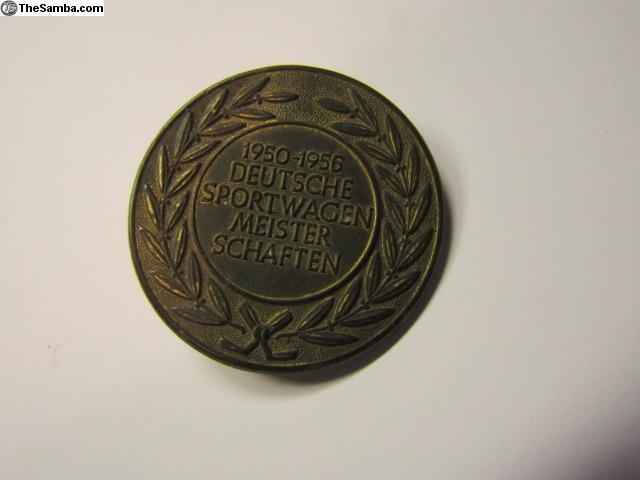 TheSamba.com
1950-1956
DEUTSCHE
SPORTWAGEN
MEISTER
SCHAFTEN